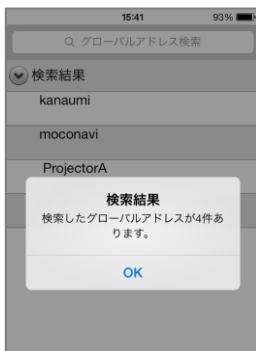 15:41 93%
グローバルアドレス検索
検索結果
kanaumi
moconavi
ProjectorA
検索結果
検索したグローバルアドレスが4件あ
ります。
OK